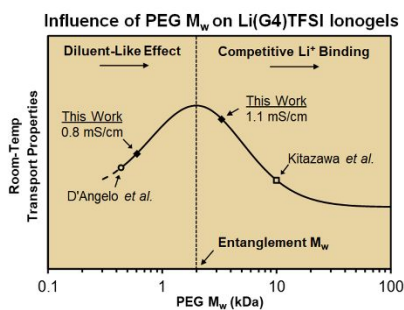 Influence of PEG Mw on Li(G4)TFSI Ionogels
Diluent-Like Effect
Competitive Li⁺ Binding
This Work
0.8 mS/cm
This Work
1.1 mS/cm
D'Angelo et al.
Kitazawa et al.
Entanglement Mw
Room-Temp
Transport Properties
0.1
1
10
100
PEG Mw (kDa)